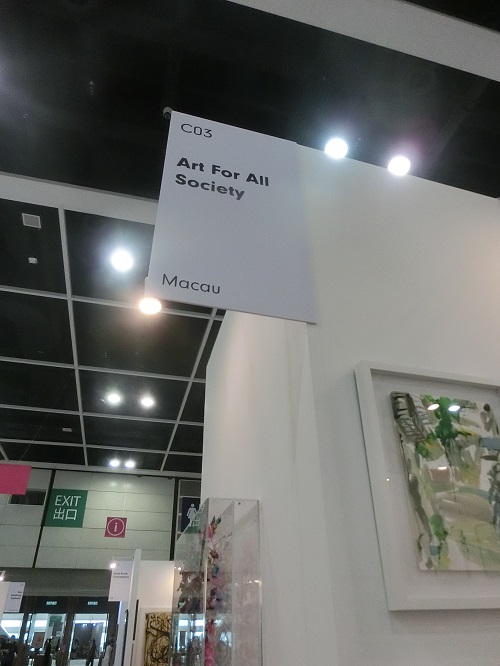 C03
Art For All
Society
Macau
EXIT
出口
i